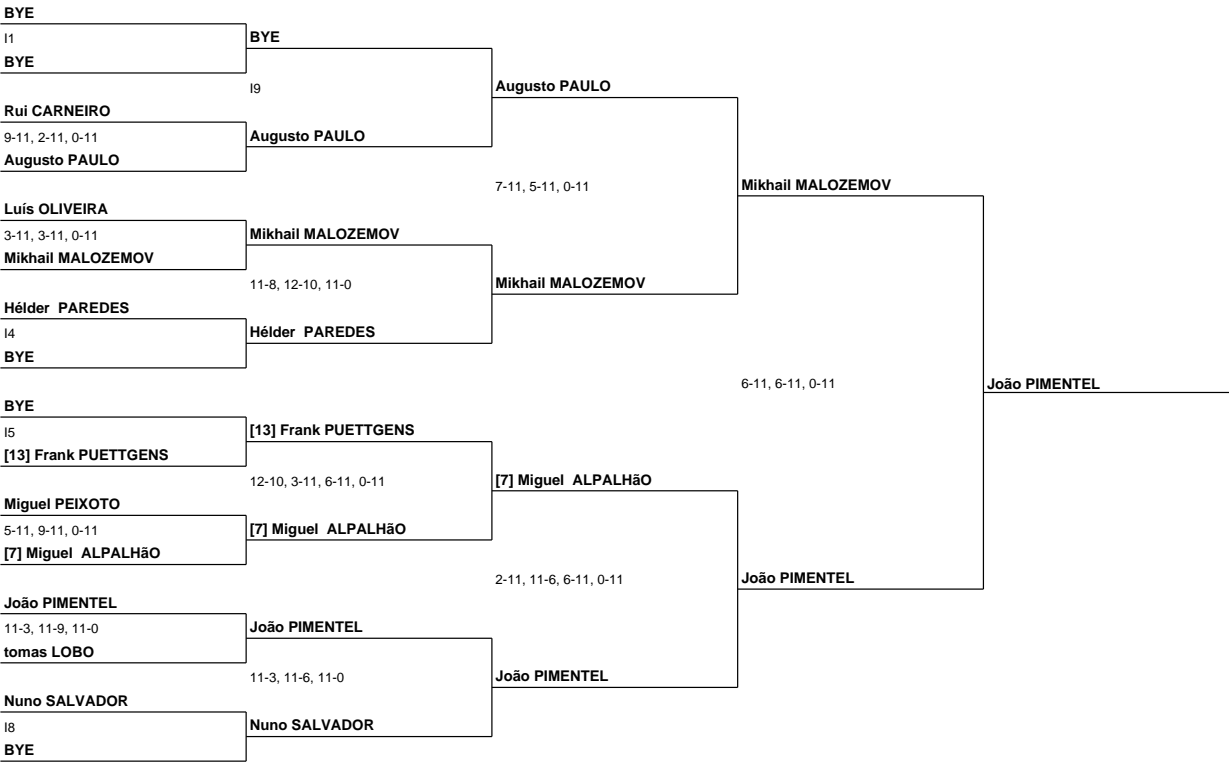 BYE
I1
BYE
BYE
I9
Augusto PAULO
Rui CARNEIRO
9-11, 2-11, 0-11
Augusto PAULO
Augusto PAULO
7-11, 5-11, 0-11
Mikhail MALOZEMOV
Luís OLIVEIRA
3-11, 3-11, 0-11
Mikhail MALOZEMOV
Mikhail MALOZEMOV
11-8, 12-10, 11-0
Mikhail MALOZEMOV
Hélder  PAREDES
I4
BYE
Hélder  PAREDES
6-11, 6-11, 0-11
João PIMENTEL
BYE
I5
[13] Frank PUETTGENS
[13] Frank PUETTGENS
12-10, 3-11, 6-11, 0-11
[7] Miguel  ALPALHãO
Miguel PEIXOTO
5-11, 9-11, 0-11
[7] Miguel  ALPALHãO
[7] Miguel  ALPALHãO
2-11, 11-6, 6-11, 0-11
João PIMENTEL
João PIMENTEL
11-3, 11-9, 11-0
tomas LOBO
João PIMENTEL
11-3, 11-6, 11-0
João PIMENTEL
Nuno SALVADOR
I8
BYE
Nuno SALVADOR